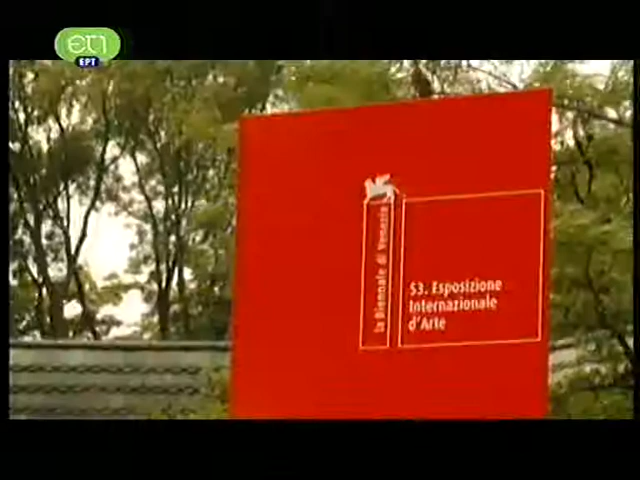 ετ1
ΕΡΤ
la Biennale di Venezia
53. Esposizione
Internazionale
d'Arte